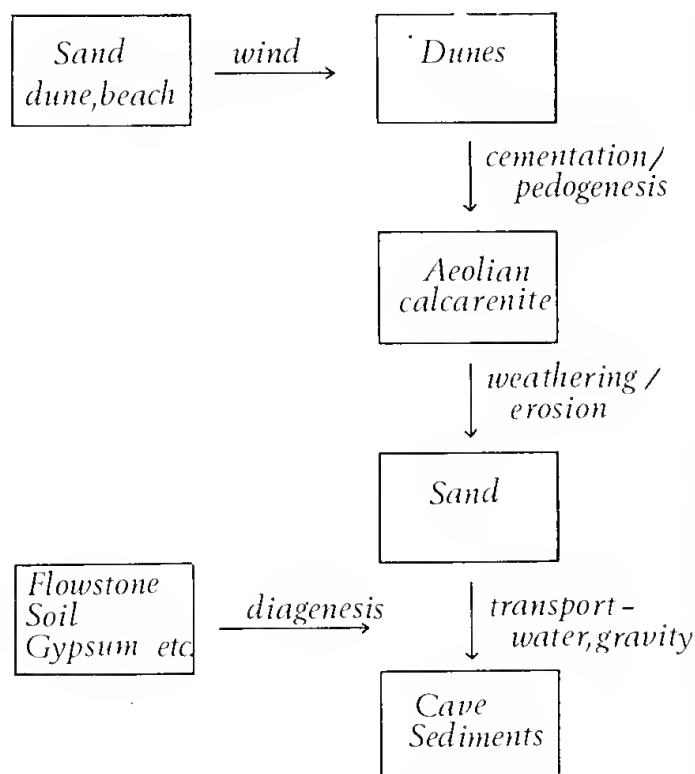 Sand
dune, beach
wind
Dunes
cementation/
pedogenesis
Aeolian
calcarenite
weathering /
erosion
Sand
Flowstone
Soil
Gypsum etc.
diagenesis
transport-
water, gravity
Cave
Sediments